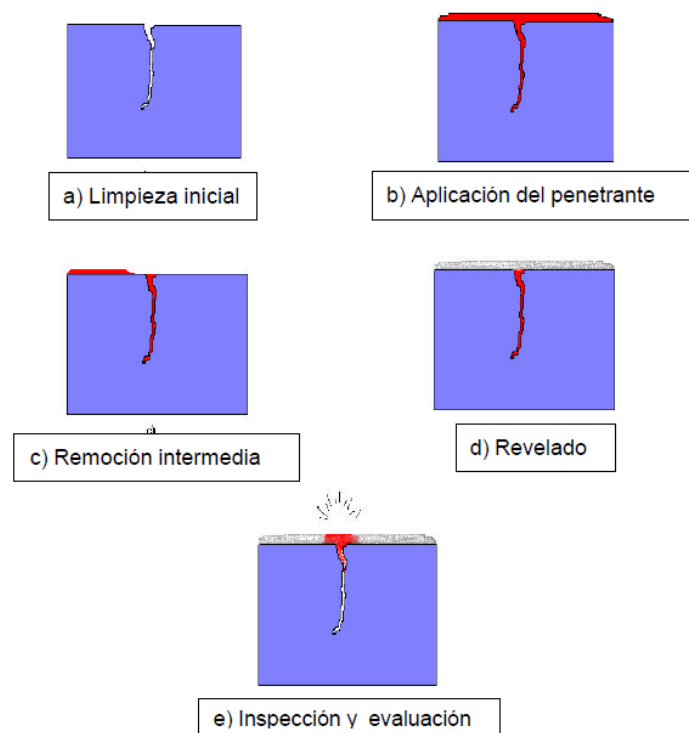 a) Limpieza inicial
b) Aplicación del penetrante
c) Remoción intermedia
d) Revelado
e) Inspección y evaluación